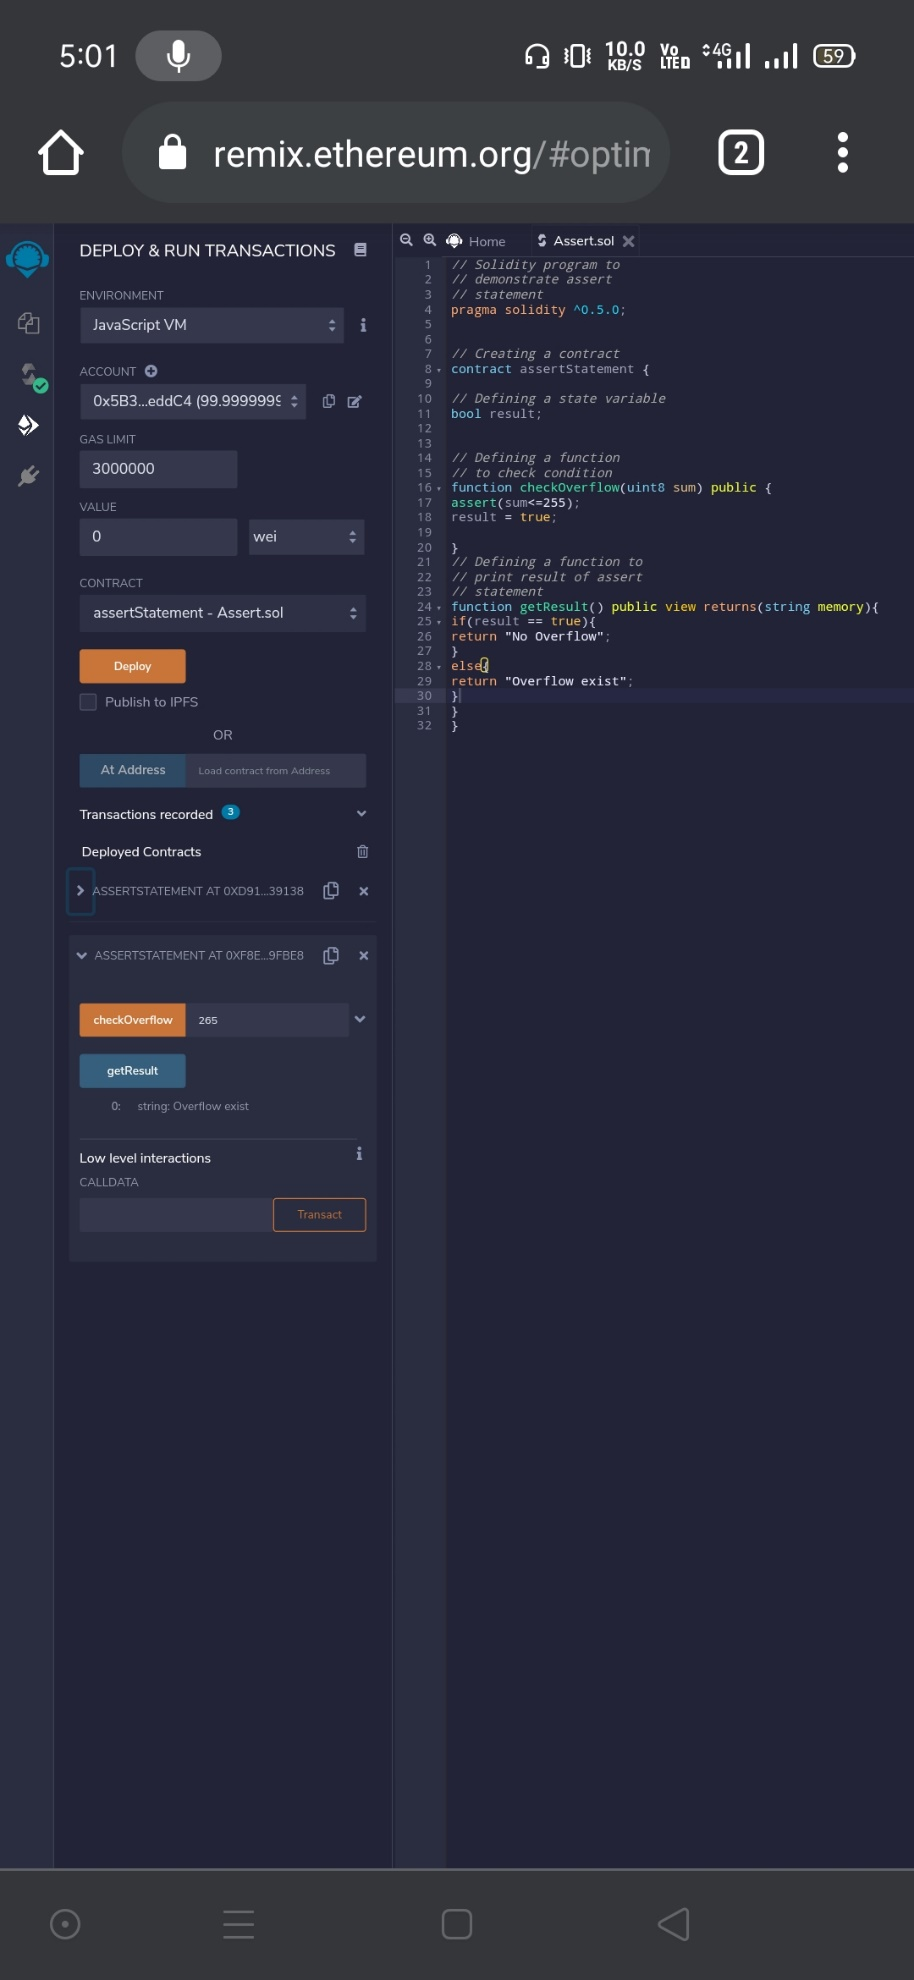 5:01
10.0
KB/S
Vo
LTE
4G
59
remix.ethereum.org/#optim
2
DEPLOY & RUN TRANSACTIONS
ENVIRONMENT
JavaScript VM
ACCOUNT
0x5B3...eddC4 (99.9999999
GAS LIMIT
3000000
VALUE
0
wei
CONTRACT
assertStatement - Assert.sol
Deploy
Publish to IPFS
OR
At Address
Load contract from Address
Transactions recorded 3
Deployed Contracts
ASSERTSTATEMENT AT 0XD91...39138
ASSERTSTATEMENT AT 0XF8E...9FBE8
checkOverflow
265
getResult
0: string: Overflow exist
Low level interactions
CALLDATA
Transact
Home
Assert.sol
1 // Solidity program to
2 // demonstrate assert
3 // statement
4 pragma solidity ^0.5.0;
5
6
7 // Creating a contract
8 contract assertStatement {
9
10 // Defining a state variable
11 bool result;
12
13
14 // Defining a function
15 // to check condition
16 function checkOverflow(uint8 sum) public {
17 assert(sum<=255);
18 result = true;
19
20 }
21 // Defining a function to
22 // print result of assert
23 // statement
24 function getResult() public view returns(string memory){
25 if(result == true){
26 return "No Overflow";
27 }
28 else{
29 return "Overflow exist";
30 }
31 }
32 }